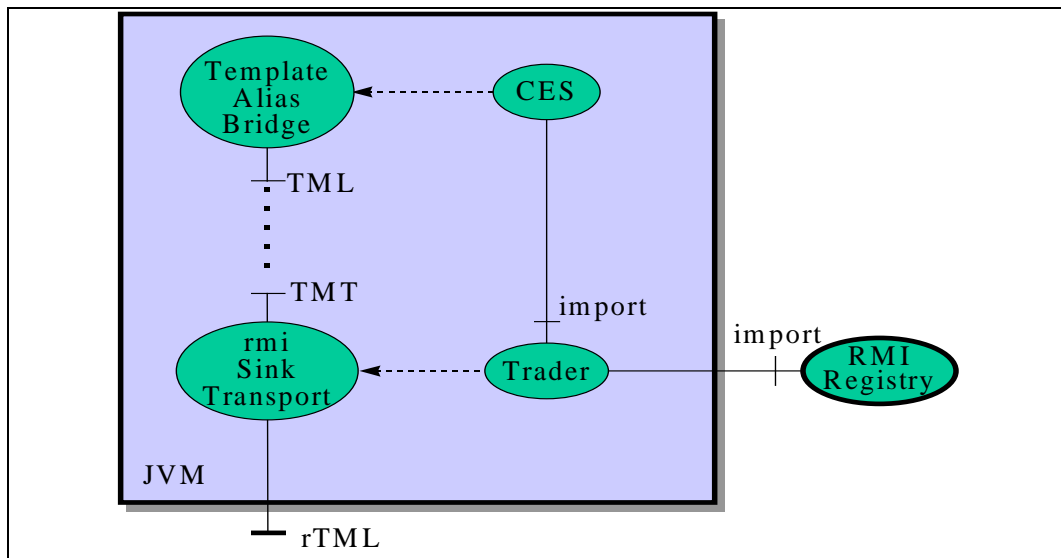 Template
Alias
Bridge
CES
TML
TMT
import
import
rmi
Sink
Transport
Trader
RMI
Registry
JVM
rTML